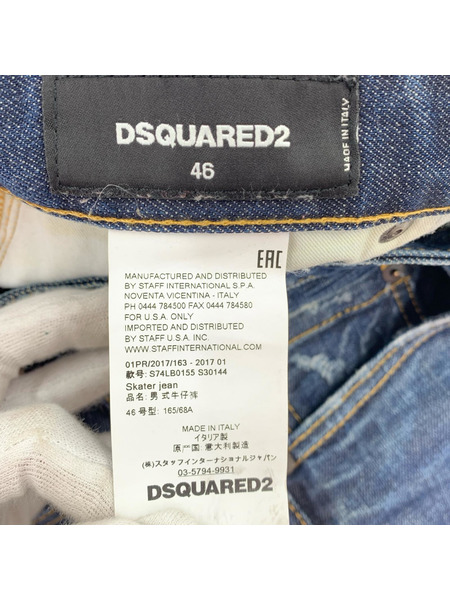 DSQUARED2
46
MADE IN ITALY
EAC
MANUFACTURED AND DISTRIBUTED
BY STAFF INTERNATIONAL S.P.A.
NOVENTA VICENTINA - ITALY
PH 0444 784500 FAX 0444 784580
FOR U.S.A. ONLY
IMPORTED AND DISTRIBUTED
BY STAFF U.S.A. INC.
WWW.STAFFINTERNATIONAL.COM
01PR/2017/163 - 2017 01
款号: S74LB0155 S30144
Skater jean
品名: 男式牛仔裤
46 号型: 165/68A
MADE IN ITALY
イタリア製
原产国 意大利制造
(株)スタッフインターナショナルジャパン
03-5794-9931
DSQUARED2